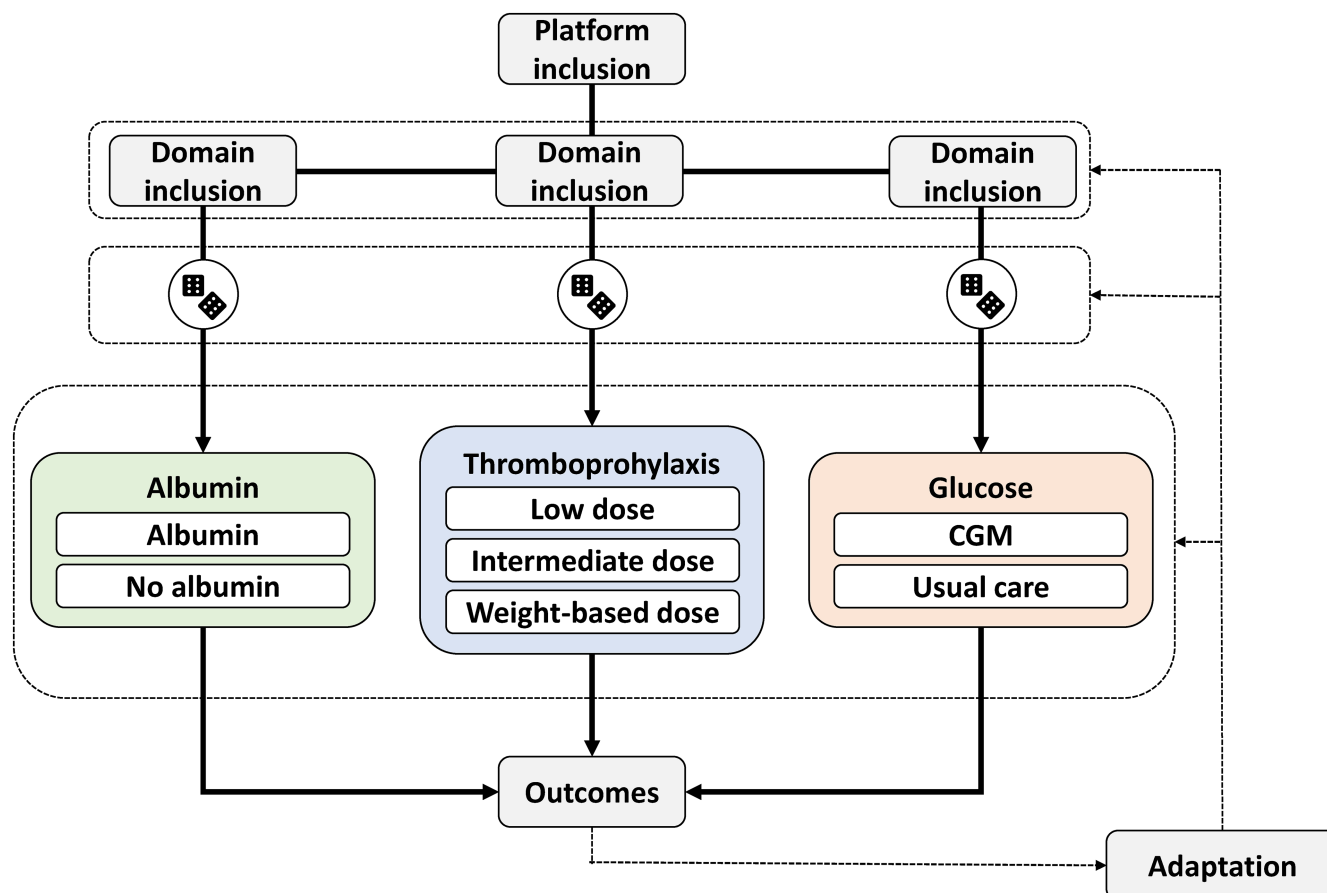 Platform
inclusion
Domain
inclusion
Domain
inclusion
Domain
inclusion
Albumin
Albumin
No albumin
Thromboprohylaxis
Low dose
Intermediate dose
Weight-based dose
Glucose
CGM
Usual care
Outcomes
Adaptation